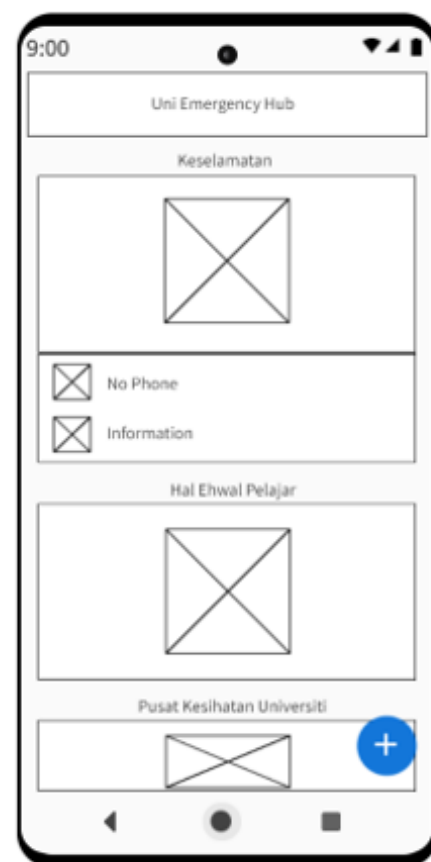 9:00
Uni Emergency Hub
Keselamatan
No Phone
Information
Hal Ehwal Pelajar
Pusat Kesihatan Universiti